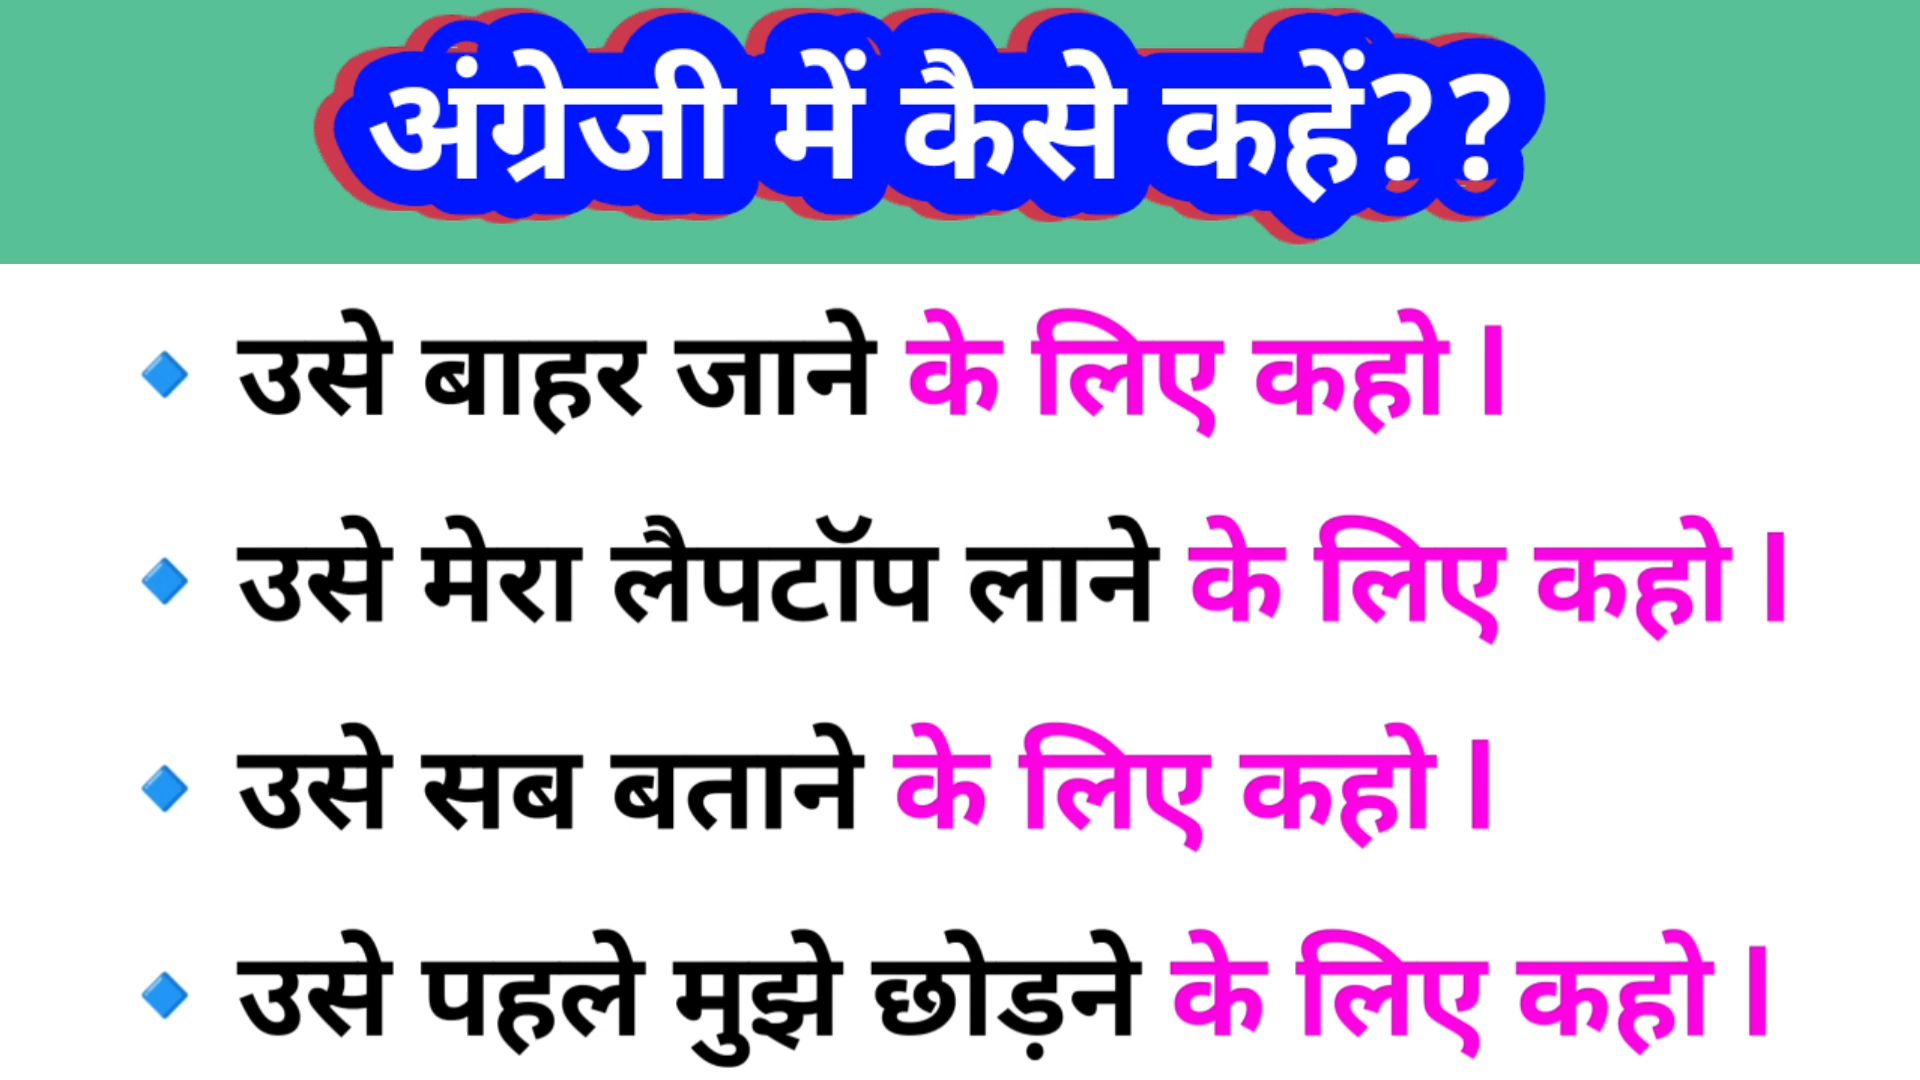 अंग्रेजी में कैसे कहें??
उसे बाहर जाने के लिए कहो l
उसे मेरा लैपटॉप लाने के लिए कहो l
उसे सब बताने के लिए कहो l
उसे पहले मुझे छोड़ने के लिए कहो l